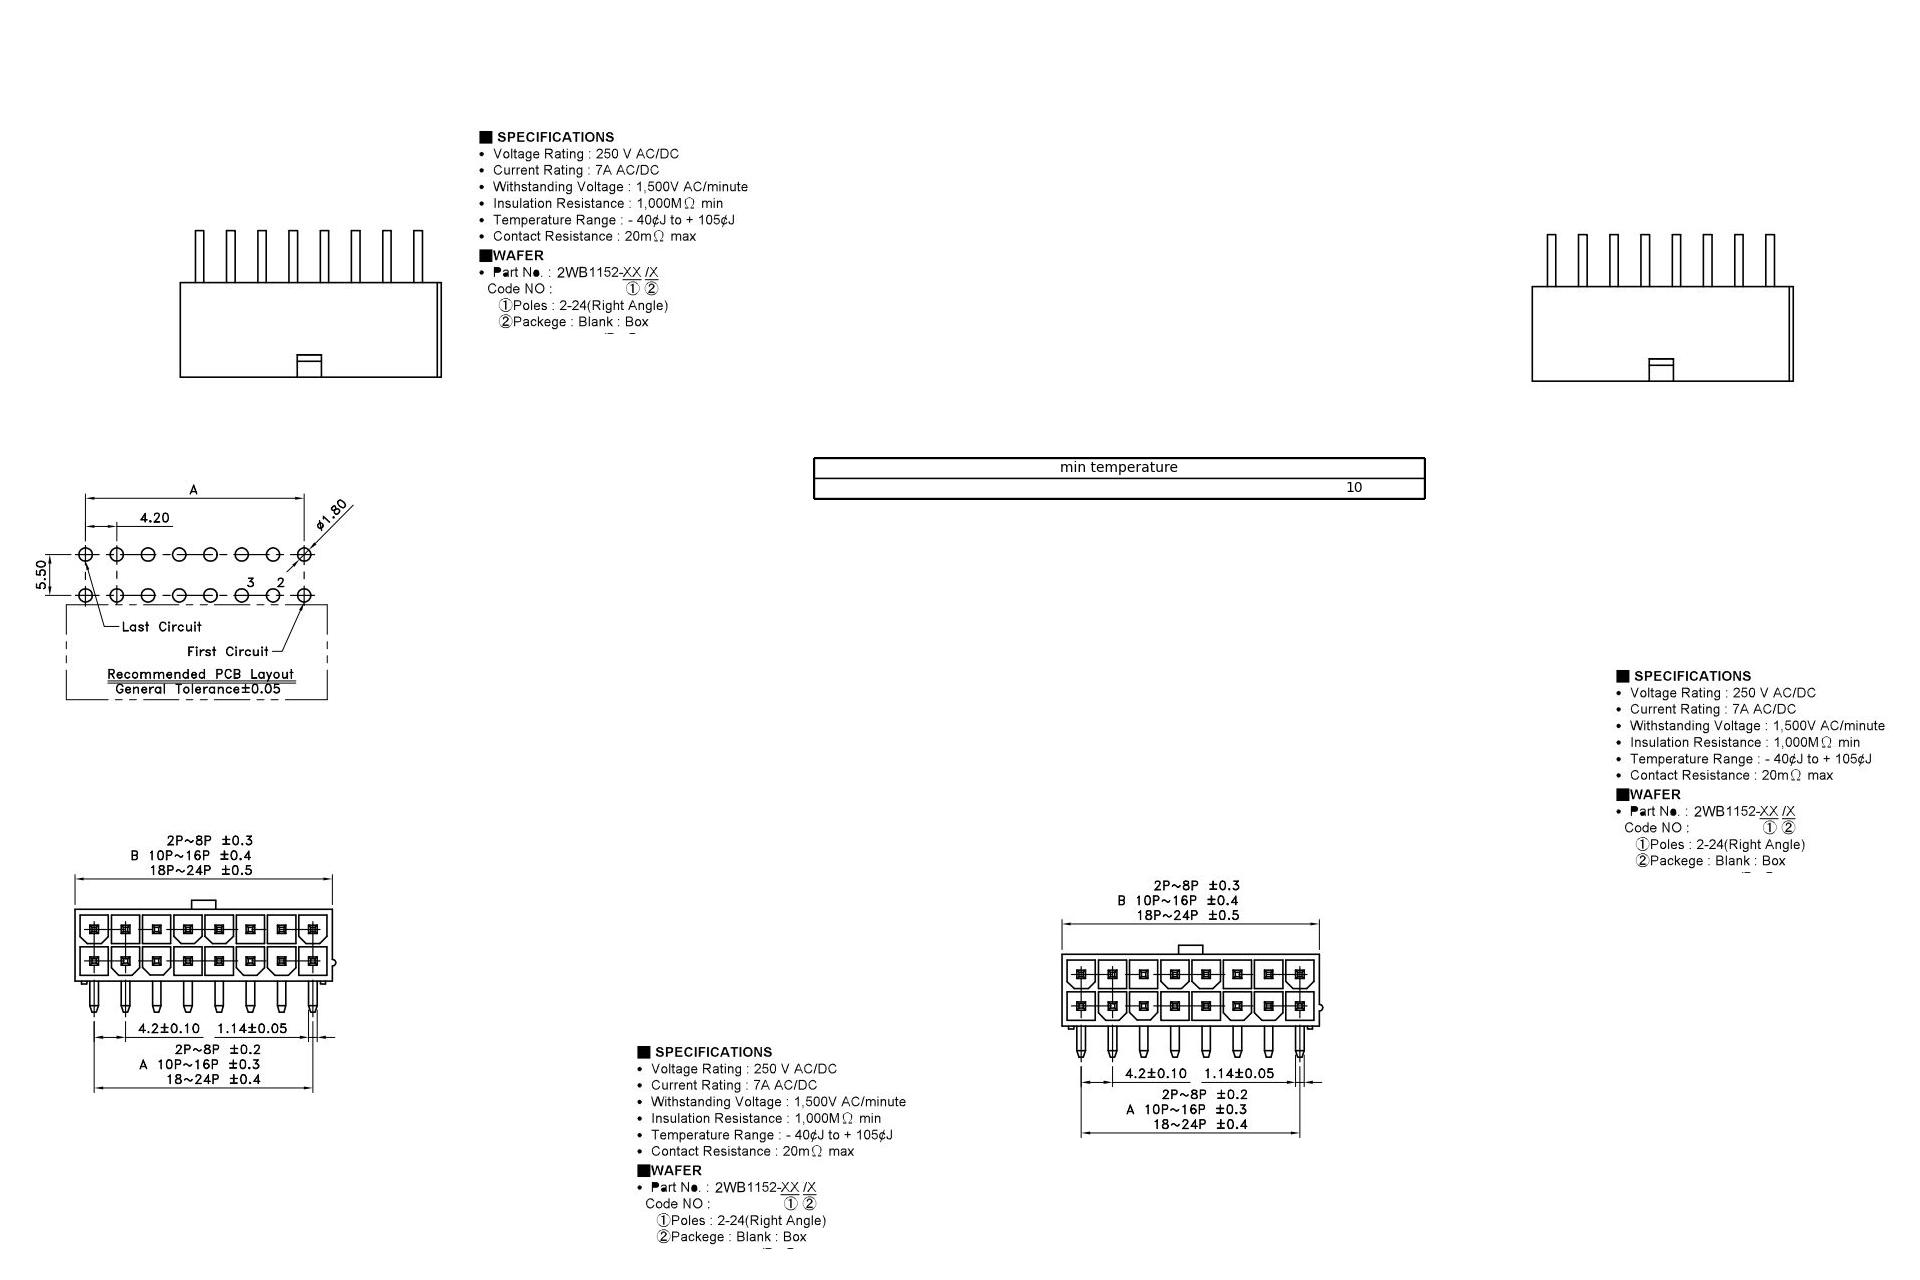 ■ SPECIFICATIONS
• Voltage Rating : 250 V AC/DC
• Current Rating : 7A AC/DC
• Withstanding Voltage : 1,500V AC/minute
• Insulation Resistance : 1,000MΩ min
• Temperature Range : - 40¢J to + 105¢J
• Contact Resistance : 20mΩ max
■WAFER
• Part No. : 2WB1152-XX /X
Code NO : ① ②
①Poles : 2-24(Right Angle)
②Packege : Blank : Box
min temperature
10
A
4.20
ø1.80
5.50
3 2
Last Circuit
First Circuit
Recommended PCB Layout
General Tolerance±0.05
■ SPECIFICATIONS
• Voltage Rating : 250 V AC/DC
• Current Rating : 7A AC/DC
• Withstanding Voltage : 1,500V AC/minute
• Insulation Resistance : 1,000MΩ min
• Temperature Range : - 40¢J to + 105¢J
• Contact Resistance : 20mΩ max
■WAFER
• Part No. : 2WB1152-XX /X
Code NO : ① ②
①Poles : 2-24(Right Angle)
②Packege : Blank : Box
2P~8P ±0.3
B 10P~16P ±0.4
18P~24P ±0.5
4.2±0.10 1.14±0.05
2P~8P ±0.2
A 10P~16P ±0.3
18~24P ±0.4
2P~8P ±0.3
B 10P~16P ±0.4
18P~24P ±0.5
4.2±0.10 1.14±0.05
2P~8P ±0.2
A 10P~16P ±0.3
18~24P ±0.4
■ SPECIFICATIONS
• Voltage Rating : 250 V AC/DC
• Current Rating : 7A AC/DC
• Withstanding Voltage : 1,500V AC/minute
• Insulation Resistance : 1,000MΩ min
• Temperature Range : - 40¢J to + 105¢J
• Contact Resistance : 20mΩ max
■WAFER
• Part No. : 2WB1152-XX /X
Code NO : ① ②
①Poles : 2-24(Right Angle)
②Packege : Blank : Box